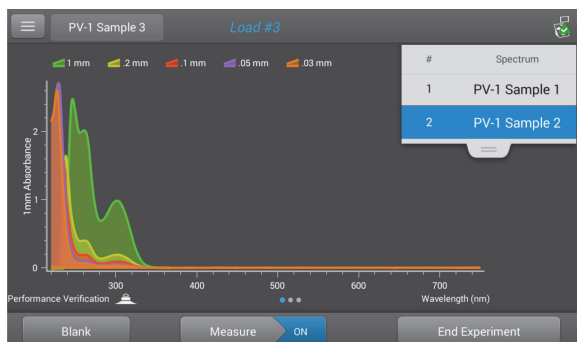 PV-1 Sample 3 Load #3
1 mm .2 mm .1 mm .05 mm .03 mm
# Spectrum
1 PV-1 Sample 1
2 PV-1 Sample 2
1mm Absorbance
2
1
0
300 400 500 600 700
Performance Verification Wavelength (nm)
Blank Measure ON End Experiment